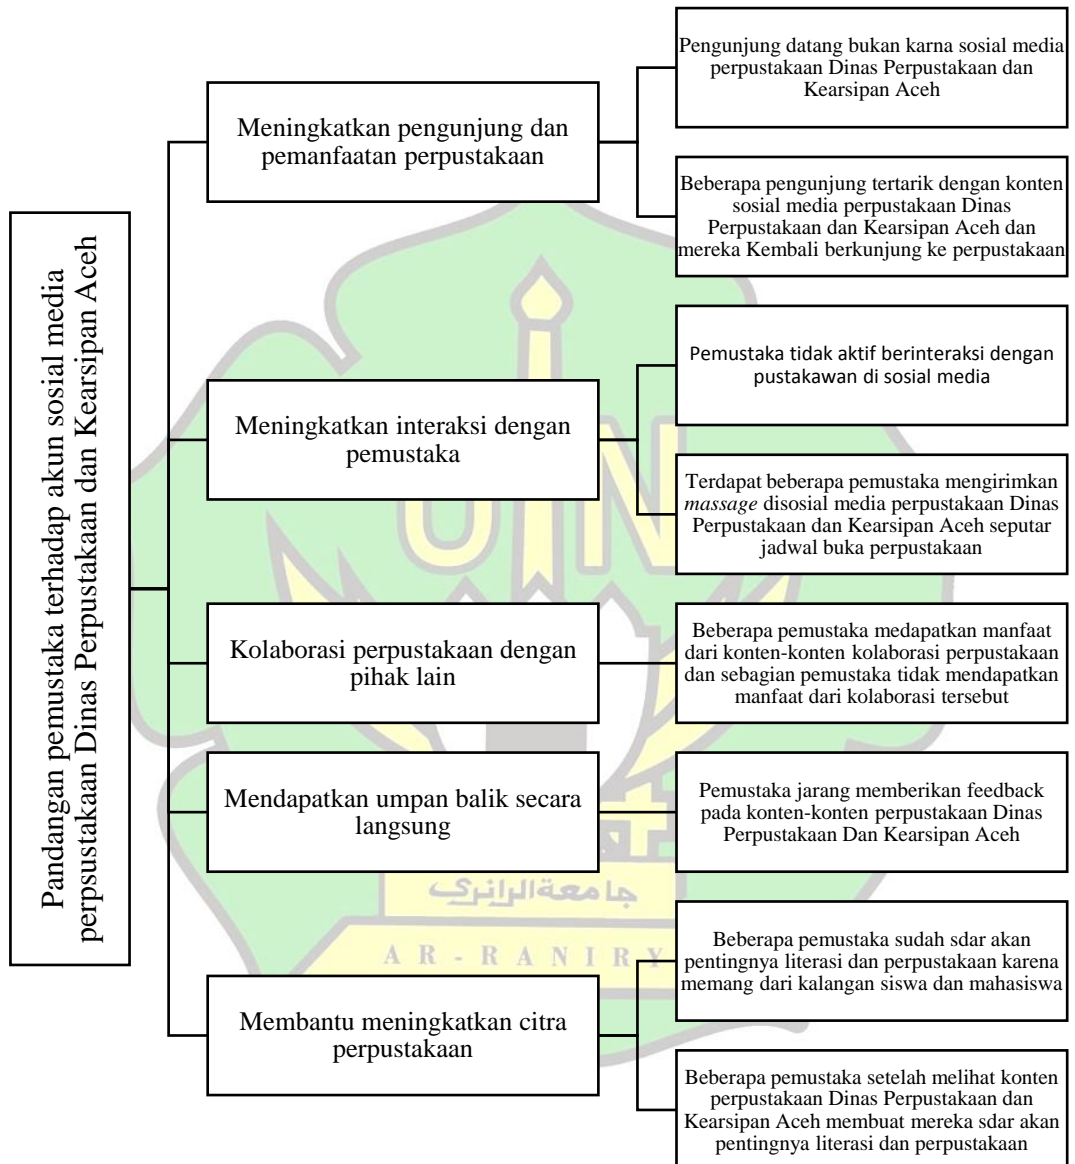 Pandangan pemustaka terhadap akun sosial media
perpsustakaan Dinas Perpustakaan dan Kearsipan Aceh
Meningkatkan pengunjung dan
pemanfaatan perpustakaan
Pengunjung datang bukan karna sosial media
perpustakaan Dinas Perpustakaan dan
Kearsipan Aceh
Beberapa pengunjung tertarik dengan konten
sosial media perpustakaan Dinas
Perpustakaan dan Kearsipan Aceh dan
mereka Kembali berkunjung ke perpustakaan
Meningkatkan interaksi dengan
pemustaka
Pemustaka tidak aktif berinteraksi dengan
pustakawan di sosial media
Terdapat beberapa pemustaka mengirimkan
massage disosial media perpustakaan Dinas
Perpustakaan dan Kearsipan Aceh seputar
jadwal buka perpustakaan
Kolaborasi perpustakaan dengan
pihak lain
Beberapa pemustaka medapatkan manfaat
dari konten-konten kolaborasi perpustakaan
dan sebagian pemustaka tidak mendapatkan
manfaat dari kolaborasi tersebut
Mendapatkan umpan balik secara
langsung
Pemustaka jarang memberikan feedback
pada konten-konten perpustakaan Dinas
Perpustakaan Dan Kearsipan Aceh
Membantu meningkatkan citra
perpustakaan
Beberapa pemustaka sudah sdar akan
pentingnya literasi dan perpustakaan karena
memang dari kalangan siswa dan mahasiswa
Beberapa pemustaka setelah melihat konten
perpustakaan Dinas Perpustakaan dan
Kearsipan Aceh membuat mereka sdar akan
pentingnya literasi dan perpustakaan
UIN
جامعة الرانري
AR-RANIRY